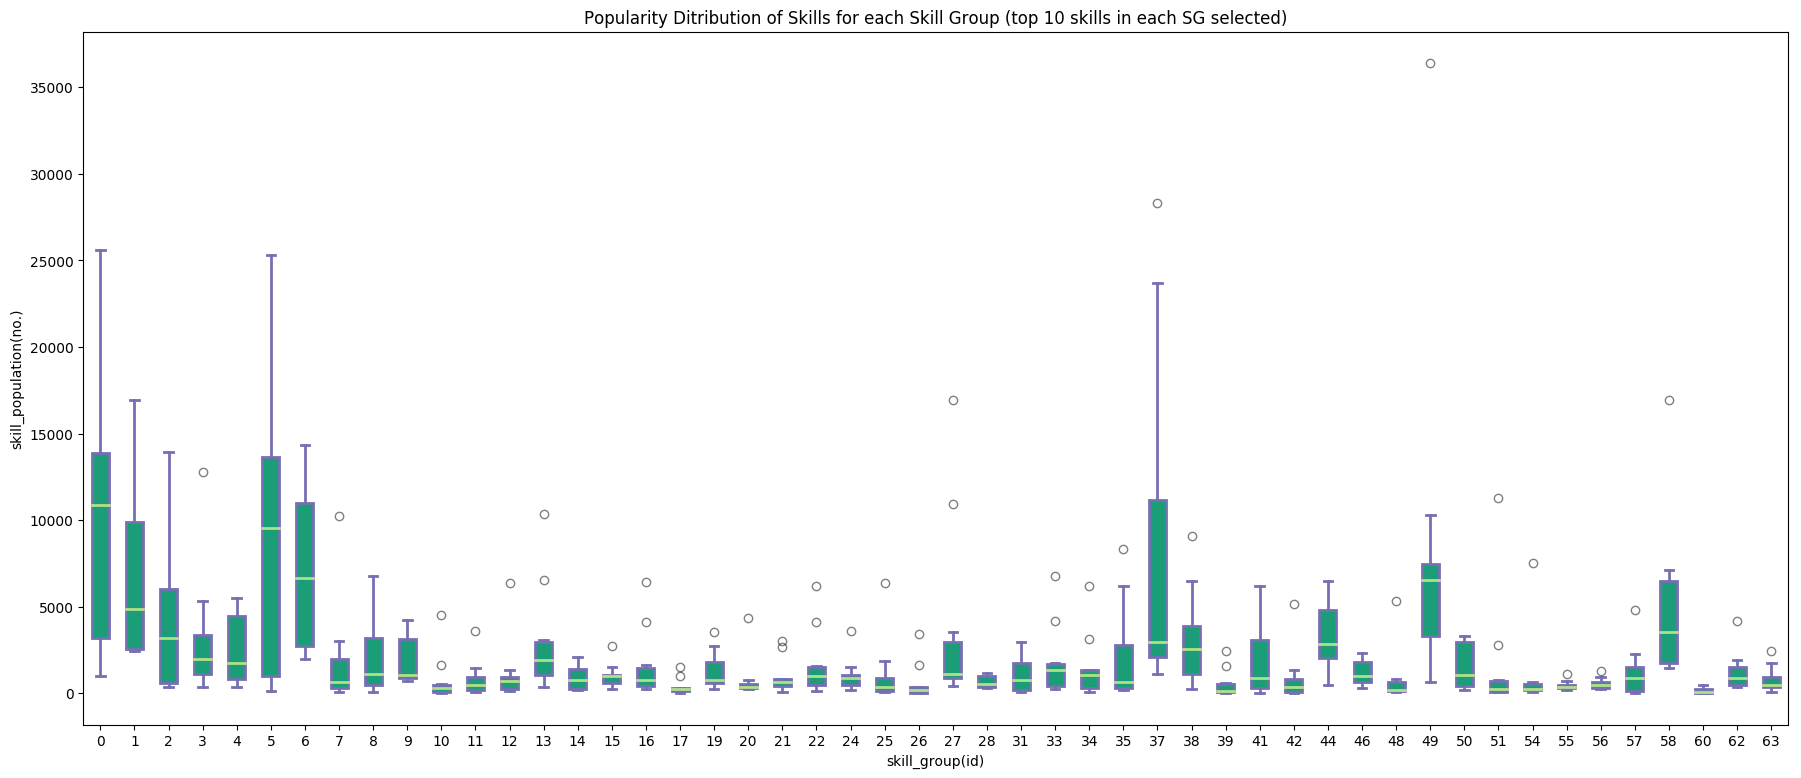 Popularity Ditribution of Skills for each Skill Group (top 10 skills in each SG selected)
35000
30000
25000
20000
15000
10000
5000
0
skill_population(no.)
0 1 2 3 4 5 6 7 8 9 10 11 12 13 14 15 16 17 19 20 21 22 24 25 26 27 28 31 33 34 35 37 38 39 41 42 44 46 48 49 50 51 54 55 56 57 58 60 62 63
skill_group(id)